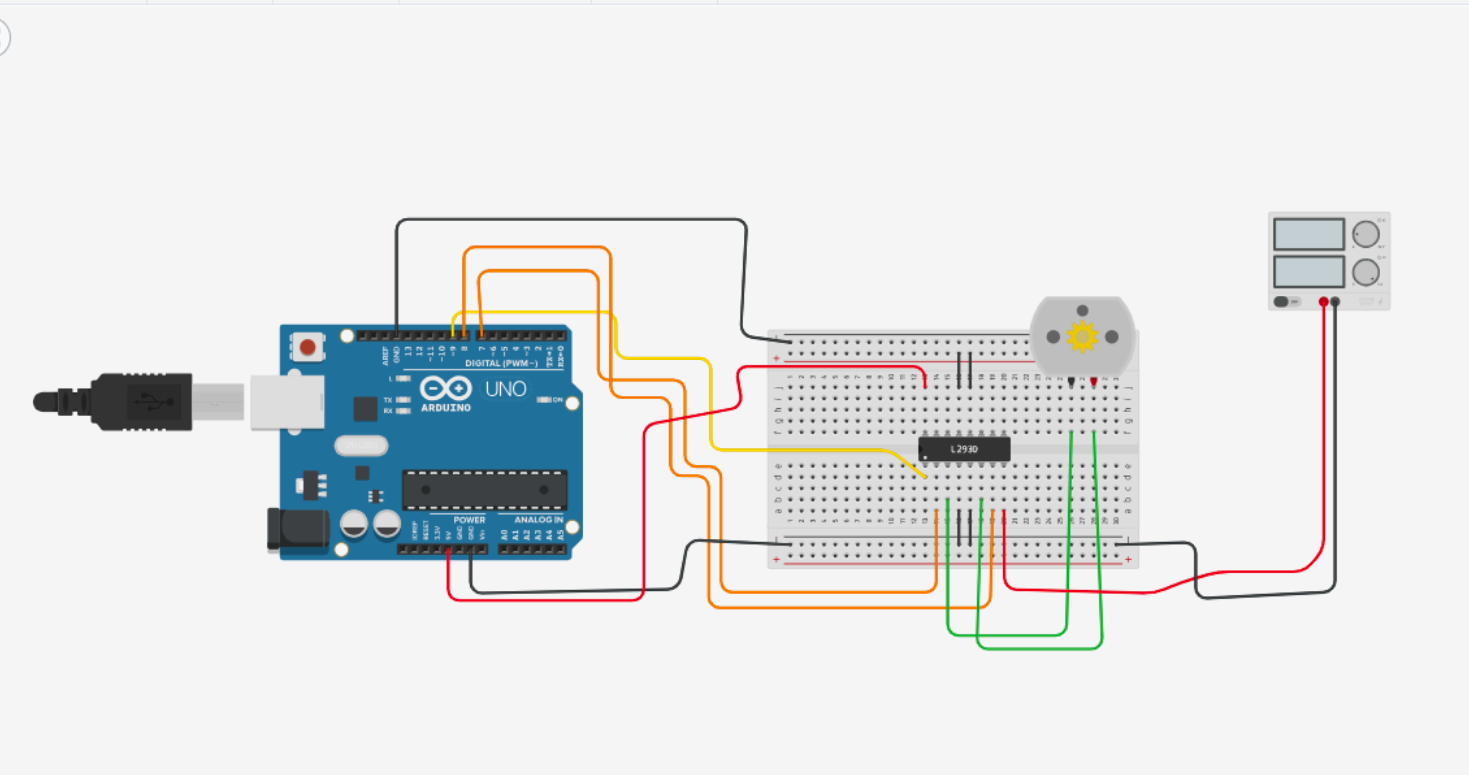 AREF
GND
13
12
~11
~10
~9
8
7
~6
~5
4
~3
2
TX→1
RX←0
DIGITAL (PWM~)
L
TX
RX
UNO
ARDUINO
ON
POWER
ANALOG IN
IOREF
RESET
3.3V
5V
GND
GND
Vin
A0
A1
A2
A3
A4
A5
L293D
j
i
h
g
f
e
d
c
b
a